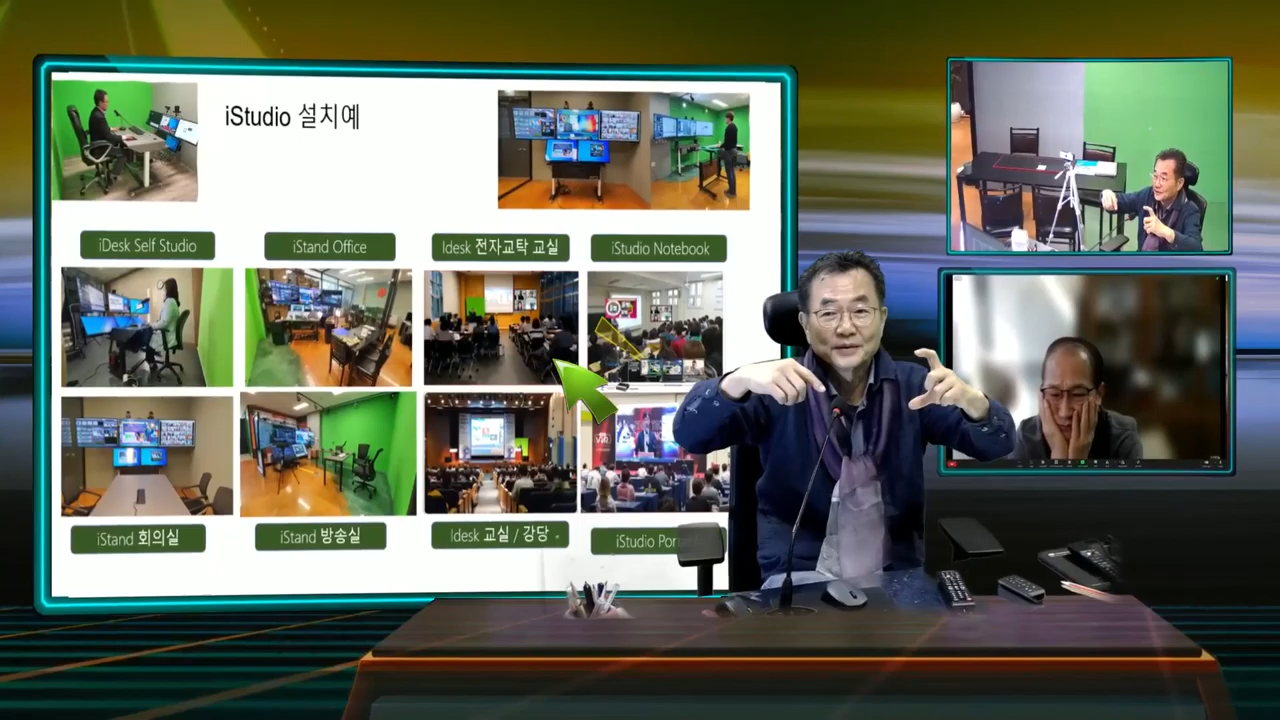 iStudio 설치예
iDesk Self Studio
iStand Office
Idesk 전자교탁 교실
iStudio Notebook
iStand 회의실
iStand 방송실
Idesk 교실 / 강당
iStudio